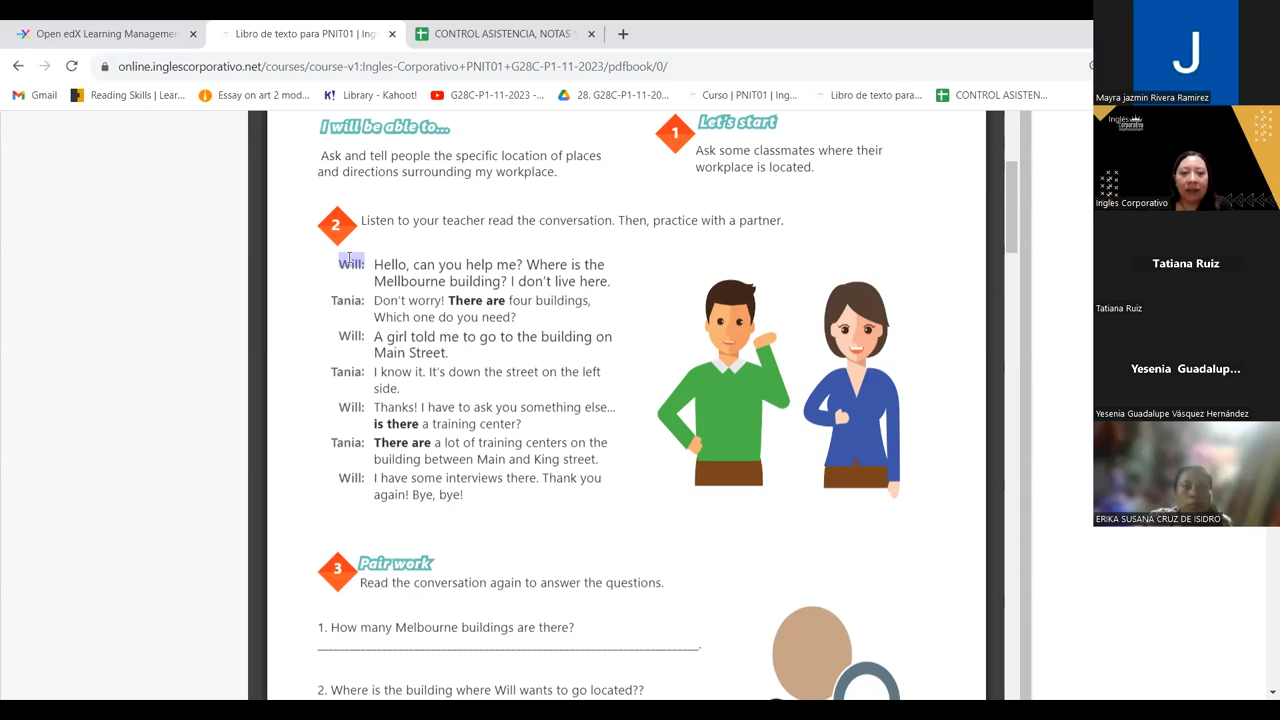 Open edX Learning Managemen
Libro de texto para PNIT01 | Ing
CONTROL ASISTENCIA, NOTAS
online.inglescorporativo.net/courses/course-v1:Ingles-Corporativo+PNIT01+G28C-P1-11-2023/pdfbook/0/
Gmail
Reading Skills | Lear...
Essay on art 2 mod...
Library - Kahoot!
G28C-P1-11-2023 -...
28. G28C-P1-11-20...
Curso | PNIT01 | Ing...
Libro de texto para...
CONTROL ASISTEN...
I will be able to...
Ask and tell people the specific location of places
and directions surrounding my workplace.
1
Let's start
Ask some classmates where their
workplace is located.
2
Listen to your teacher read the conversation. Then, practice with a partner.
Will: Hello, can you help me? Where is the
Mellbourne building? I don't live here.
Tania: Don't worry! There are four buildings,
Which one do you need?
Will: A girl told me to go to the building on
Main Street.
Tania: I know it. It's down the street on the left
side.
Will: Thanks! I have to ask you something else...
is there a training center?
Tania: There are a lot of training centers on the
building between Main and King street.
Will: I have some interviews there. Thank you
again! Bye, bye!
3
Pair work
Read the conversation again to answer the questions.
1. How many Melbourne buildings are there?
2. Where is the building where Will wants to go located??
J
Mayra jazmin Rivera Ramirez
Inglés
Corporativo
Ingles Corporativo
Tatiana Ruiz
Tatiana Ruiz
Yesenia Guadalup...
Yesenia Guadalupe Vásquez Hernández
ERIKA SUSANA CRUZ DE ISIDRO